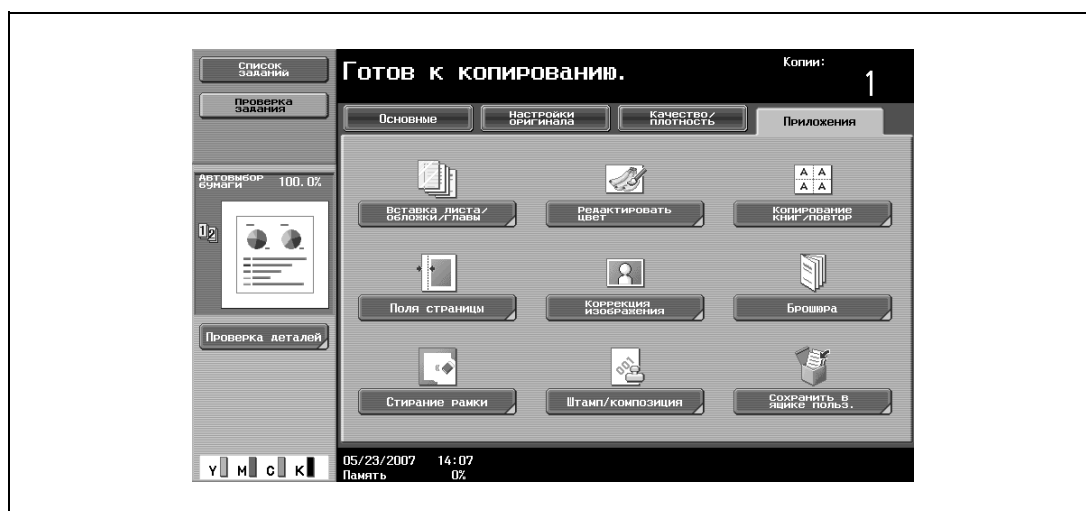 Список
заданий
Проверка
задания
Готов к копированию.
Копии:
1
Основные
Настройки
оригинала
Качество/
плотность
Приложения
Автовыбор
бумаги
100.0%
12
Вставка листа/
обложки/главы
Редактировать
цвет
A A
A A
Копирование
книг/повтор
Поля страницы
Коррекция
изображения
Брошюра
Проверка деталей
Стирание рамки
001
Штамп/композиция
Сохранить в
ящике польз.
Y M C K
05/23/2007 14:07
Память 0%